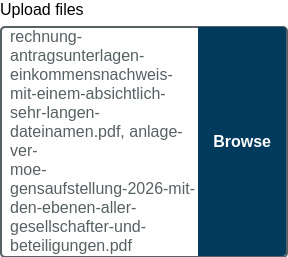 Upload files
rechnung-
antragsunterlagen-
einkommensnachweis-
mit-einem-absichtlich-
sehr-langen-
dateinamen.pdf, anlage-
ver-
moe-
gensaufstellung-2026-mit-
den-ebenen-aller-
gesellschafter-und-
beteiligungen.pdf
Browse